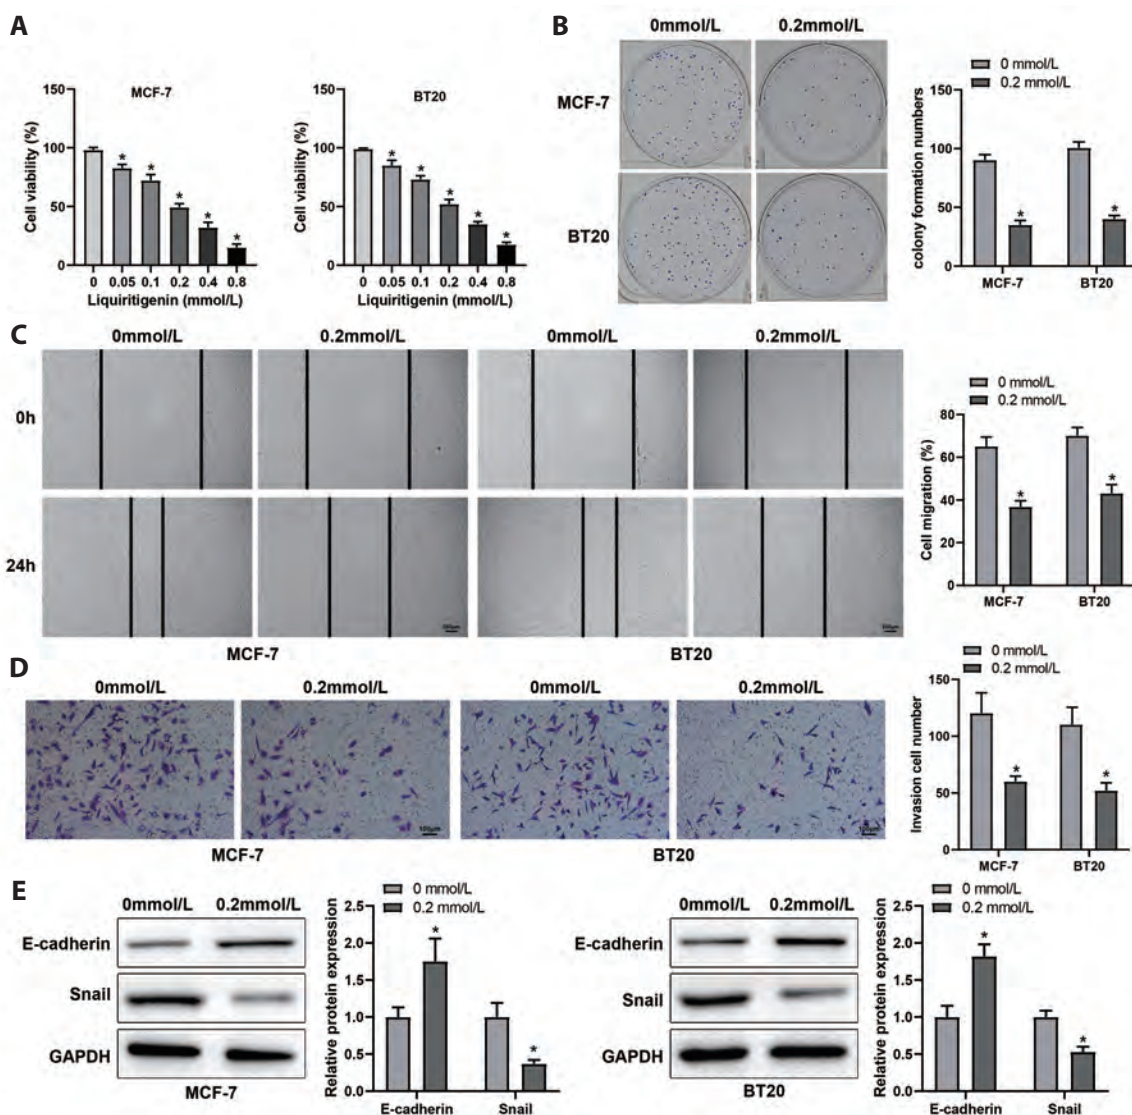 A
MCF-7
Cell viability (%)
150
100
50
0
0 0.05 0.1 0.2 0.4 0.8
Liquiritigenin (mmol/L)
* * * * *
BT20
Cell viability (%)
150
100
50
0
0 0.05 0.1 0.2 0.4 0.8
Liquiritigenin (mmol/L)
* * * * *
B
0mmol/L 0.2mmol/L
MCF-7
BT20
0 mmol/L
0.2 mmol/L
colony formation numbers
150
100
50
0
* *
MCF-7 BT20
C
0mmol/L 0.2mmol/L 0mmol/L 0.2mmol/L
0h
24h
MCF-7 BT20
0 mmol/L
0.2 mmol/L
Cell migration (%)
80
60
40
20
0
* *
MCF-7 BT20
D
0mmol/L 0.2mmol/L 0mmol/L 0.2mmol/L
100μm 100μm
MCF-7 BT20
0 mmol/L
0.2 mmol/L
Invasion cell number
150
100
50
0
* *
MCF-7 BT20
E
0mmol/L 0.2mmol/L
E-cadherin
Snail
GAPDH
MCF-7
0 mmol/L
0.2 mmol/L
Relative protein expression
2.5
2.0
1.5
1.0
0.5
0.0
* *
E-cadherin Snail
0mmol/L 0.2mmol/L
E-cadherin
Snail
GAPDH
BT20
0 mmol/L
0.2 mmol/L
Relative protein expression
2.5
2.0
1.5
1.0
0.5
0.0
* *
E-cadherin Snail